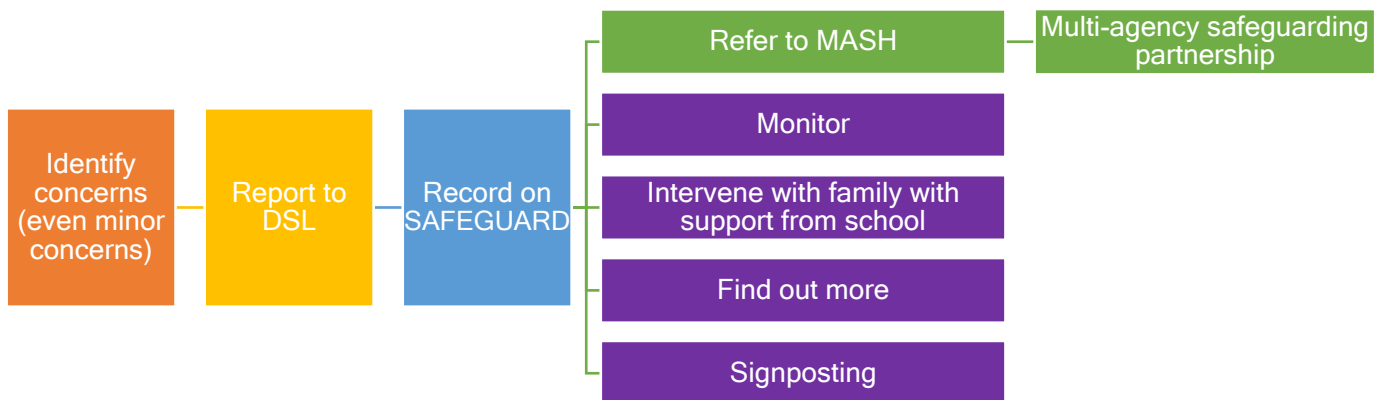 Identify
concerns
(even minor
concerns)
Report to
DSL
Record on
SAFEGUARD
Refer to MASH
Multi-agency safeguarding
partnership
Monitor
Intervene with family with
support from school
Find out more
Signposting